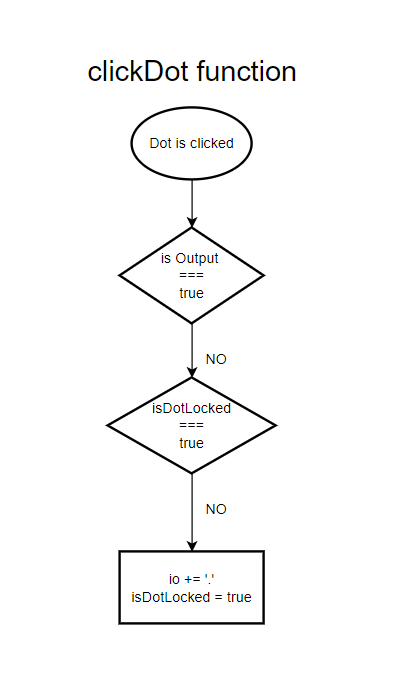 clickDot function
Dot is clicked
is Output
===
true
NO
isDotLocked
===
true
NO
io += '.'
isDotLocked = true